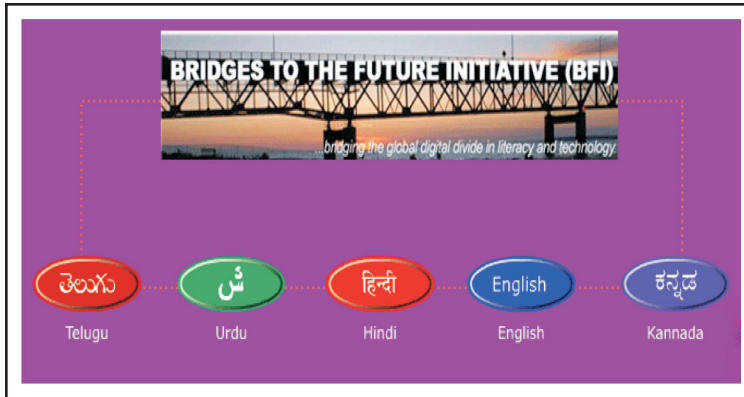 BRIDGES TO THE FUTURE INITIATIVE (BFI)
...bridging the global digital divide in literacy and technology.
తెలుగు ش हिन्दी English ಕನ್ನಡ
Telugu Urdu Hindi English Kannada